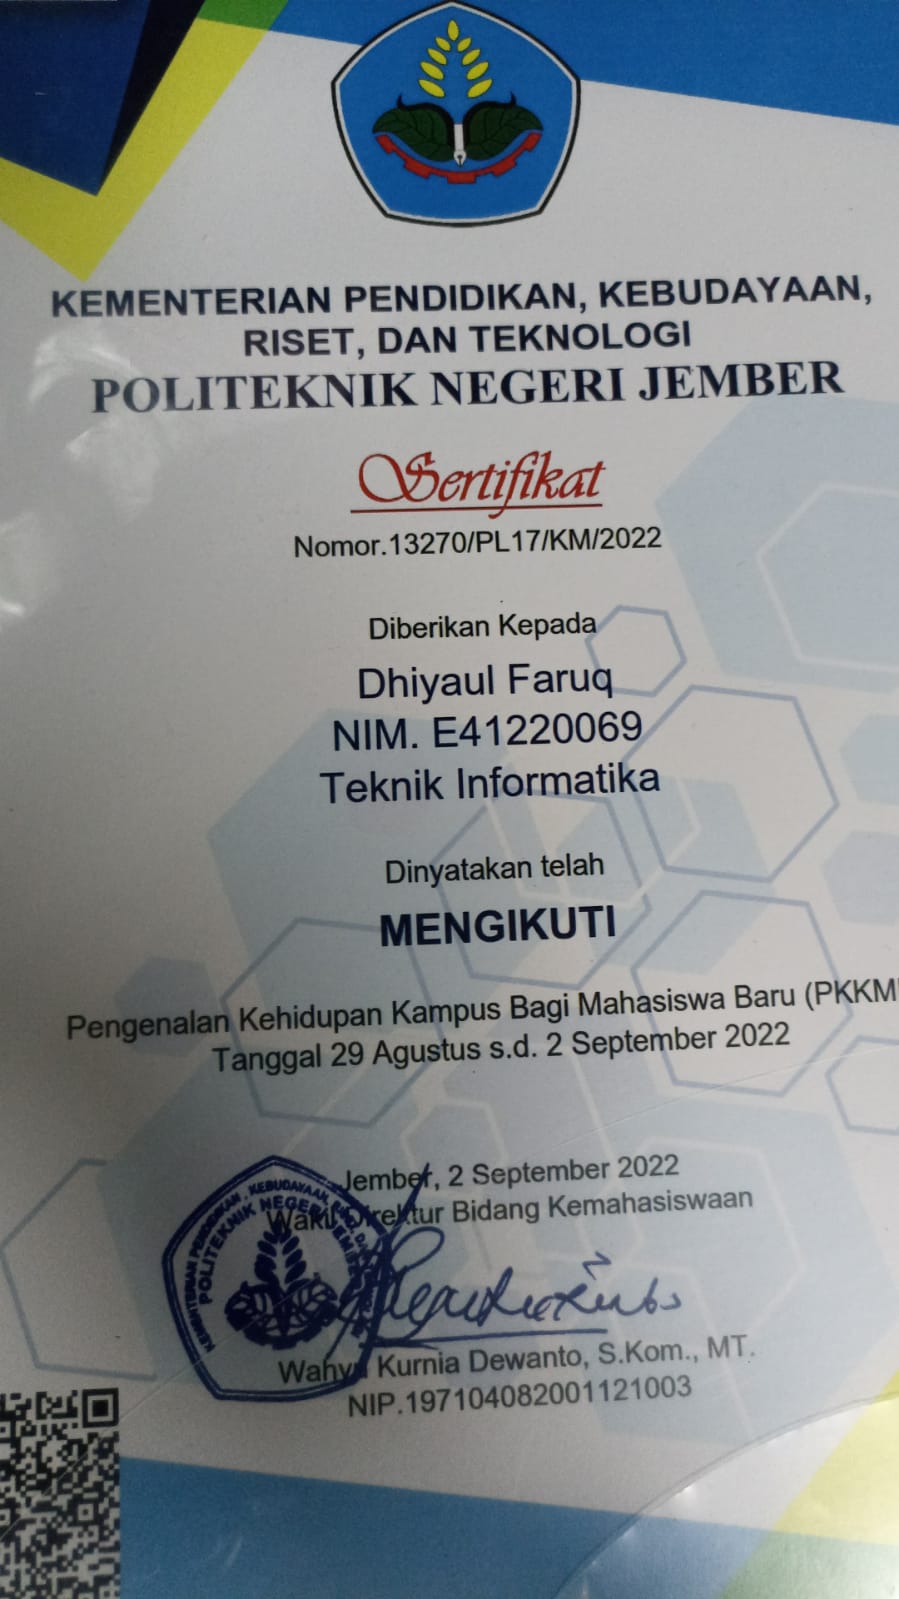 KEMENTERIAN PENDIDIKAN, KEBUDAYAAN,
RISET, DAN TEKNOLOGI
POLITEKNIK NEGERI JEMBER
Sertifikat
Nomor.13270/PL17/KM/2022
Diberikan Kepada
Dhiyaul Faruq
NIM. E41220069
Teknik Informatika
Dinyatakan telah
MENGIKUTI
Pengenalan Kehidupan Kampus Bagi Mahasiswa Baru (PKKM
Tanggal 29 Agustus s.d. 2 September 2022
Jember, 2 September 2022
Wakil Direktur Bidang Kemahasiswaan
KEMENTERIAN PENDIDIKAN, KEBUDAYAAN,
POLITEKNIK NEGERI JEMBER
Wahyu Kurnia Dewanto, S.Kom., MT.
NIP.197104082001121003